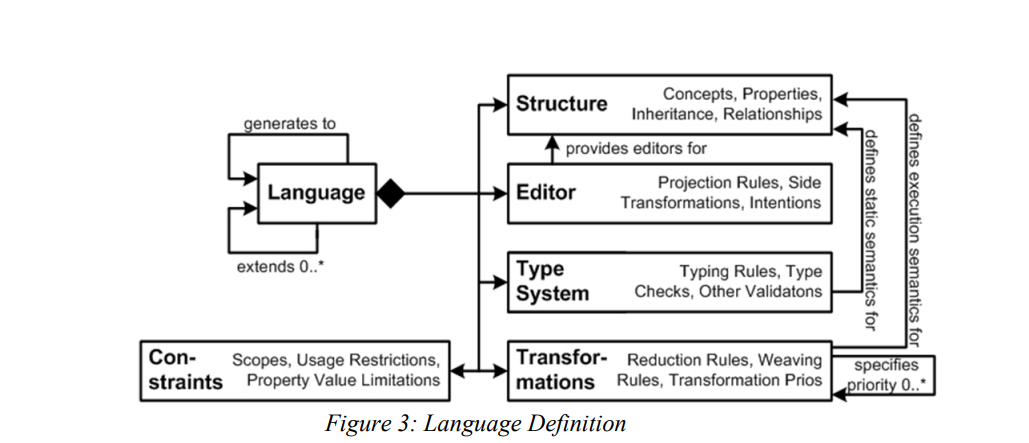 generates to
Language
extends 0..*
Structure
Concepts, Properties,
Inheritance, Relationships
provides editors for
Editor
Projection Rules, Side
Transformations, Intentions
Type
System
Typing Rules, Type
Checks, Other Validatons
Con-
straints
Scopes, Usage Restrictions,
Property Value Limitations
Transfor-
mations
Reduction Rules, Weaving
Rules, Transformation Prios
specifies
priority 0..*
defines static semantics for
defines execution semantics for
Figure 3: Language Definition